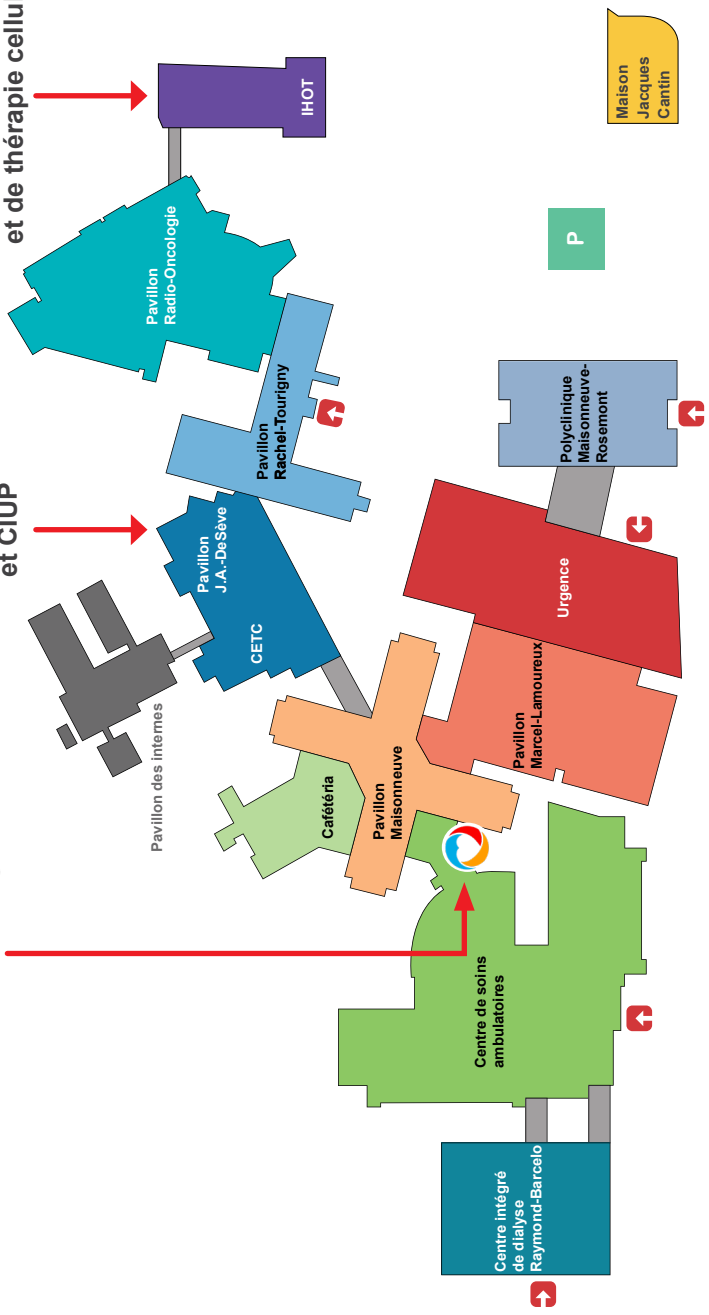 et de thérapie cellul
et CIUP
IHOT
Maison
Jacques
Cantin
Pavillon
Radio-Oncologie
P
Pavillon
Rachel-Tourigny
Polyclinique
Maisonneuve-
Rosemont
Pavillon
J.A.-DeSève
CETC
Urgence
Pavillon des internes
Pavillon
Marcel-Lamoureux
Cafétéria
Pavillon
Maisonneuve
Centre de soins
ambulatoires
Centre intégré
de dialyse
Raymond-Barcelo